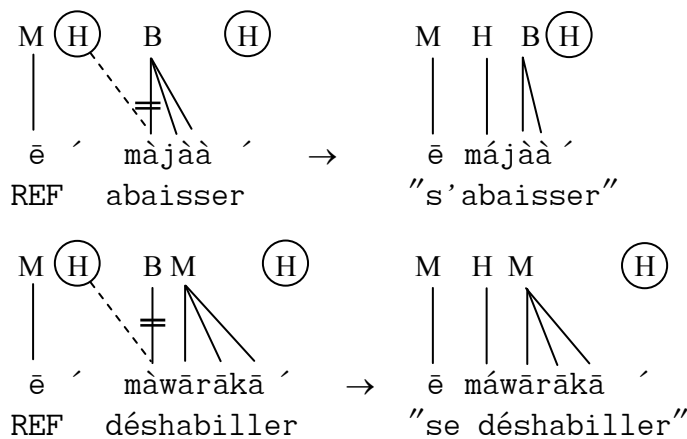 M H B H M H B H
ē ´ màjàà ´ → ē májàà ´
REF abaisser "s'abaisser"
M H B M H M H M H
ē ´ màwārākā ´ → ē máwārākā ´
REF déshabiller "se déshabiller"